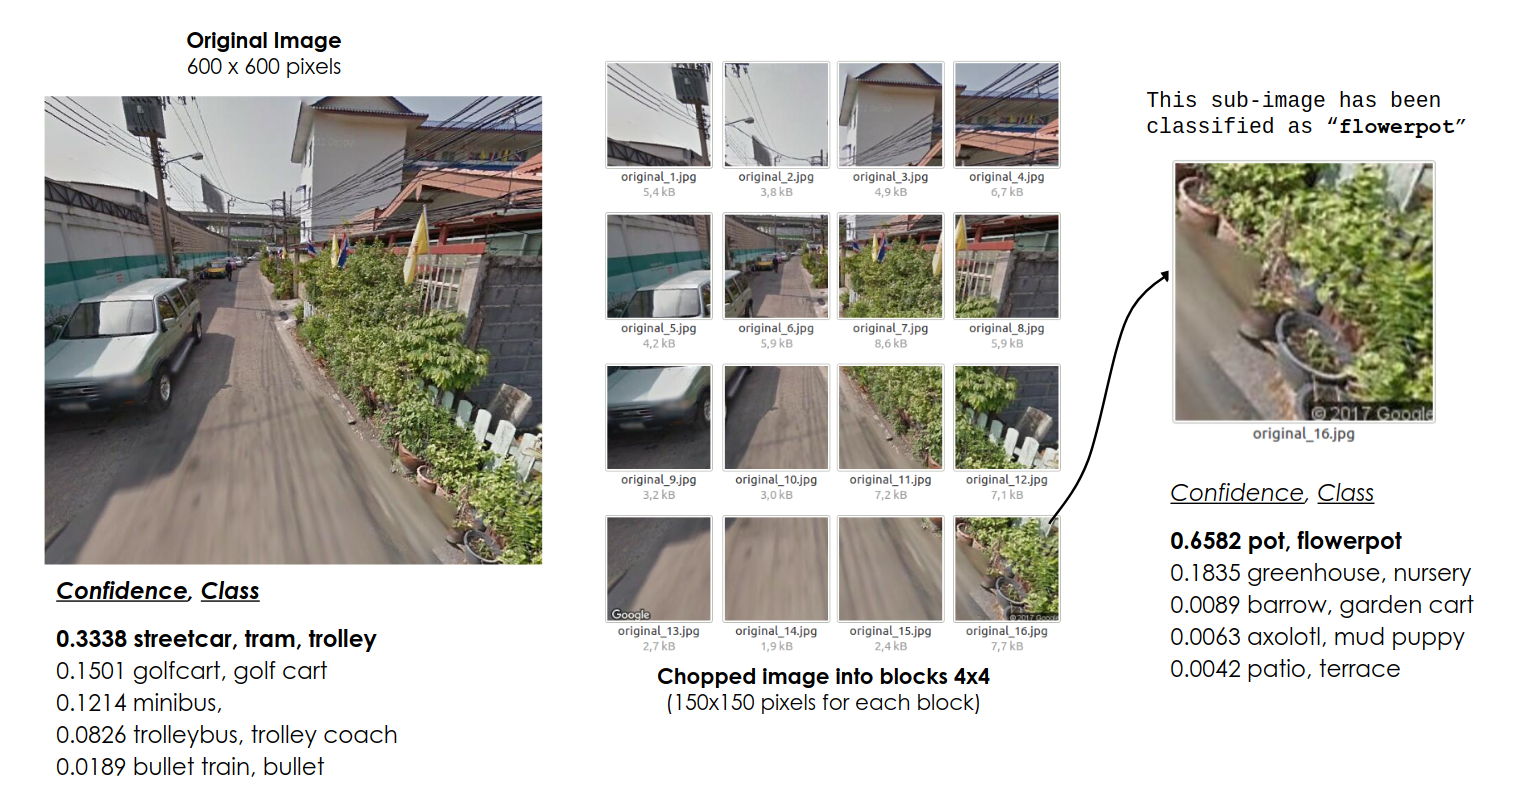 Original Image
600 x 600 pixels
Confidence, Class
0.3338 streetcar, tram, trolley
0.1501 golfcart, golf cart
0.1214 minibus,
0.0826 trolleybus, trolley coach
0.0189 bullet train, bullet
original_1.jpg
5,4 kB
original_2.jpg
3,8 kB
original_3.jpg
4,9 kB
original_4.jpg
6,7 kB
original_5.jpg
4,2 kB
original_6.jpg
5,9 kB
original_7.jpg
8,6 kB
original_8.jpg
5,9 kB
original_9.jpg
3,2 kB
original_10.jpg
3,0 kB
original_11.jpg
7,2 kB
original_12.jpg
7,1 kB
Google
original_13.jpg
2,7 kB
original_14.jpg
1,9 kB
original_15.jpg
2,4 kB
© 2017 Google
original_16.jpg
7,7 kB
Chopped image into blocks 4x4
(150x150 pixels for each block)
This sub-image has been
classified as “flowerpot”
© 2017 Google
original_16.jpg
Confidence, Class
0.6582 pot, flowerpot
0.1835 greenhouse, nursery
0.0089 barrow, garden cart
0.0063 axolotl, mud puppy
0.0042 patio, terrace